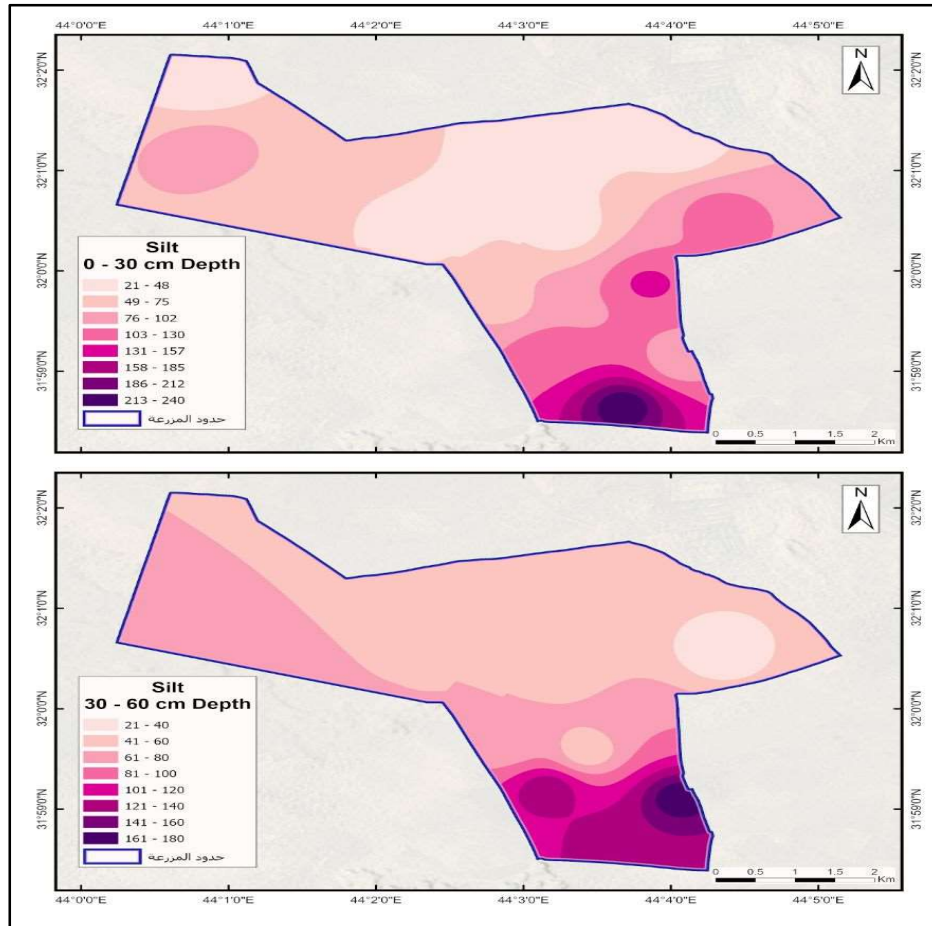 44°0'0"E 44°1'0"E 44°2'0"E 44°3'0"E 44°4'0"E 44°5'0"E
32°2'0"N
32°1'0"N
32°0'0"N
31°59'0"N
32°2'0"N
32°1'0"N
32°0'0"N
31°59'0"N
N
Silt
0 - 30 cm Depth
21 - 48
49 - 75
76 - 102
103 - 130
131 - 157
158 - 185
186 - 212
213 - 240
حدود المزرعة
0 0.5 1 1.5 2
Km
32°2'0"N
32°1'0"N
32°0'0"N
31°59'0"N
32°2'0"N
32°1'0"N
32°0'0"N
31°59'0"N
N
Silt
30 - 60 cm Depth
21 - 40
41 - 60
61 - 80
81 - 100
101 - 120
121 - 140
141 - 160
161 - 180
حدود المزرعة
0 0.5 1 1.5 2
Km
44°0'0"E 44°1'0"E 44°2'0"E 44°3'0"E 44°4'0"E 44°5'0"E